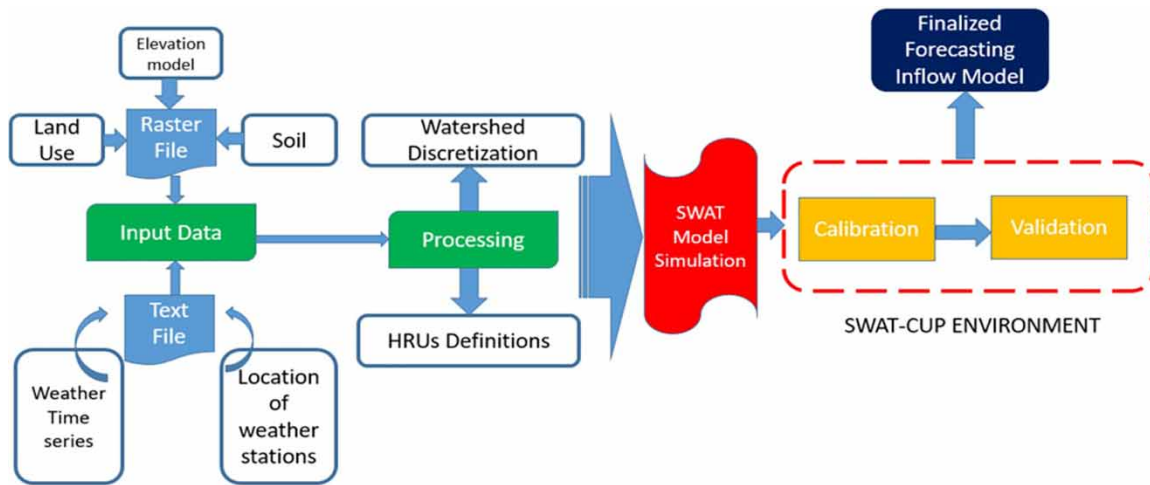 Elevation
model
Land
Use
Raster
File
Soil
Input Data
Text
File
Weather
Time
series
Location
of
weather
stations
Watershed
Discretization
Processing
HRUs Definitions
SWAT
Model
Simulation
Finalized
Forecasting
Inflow Model
Calibration
Validation
SWAT-CUP ENVIRONMENT